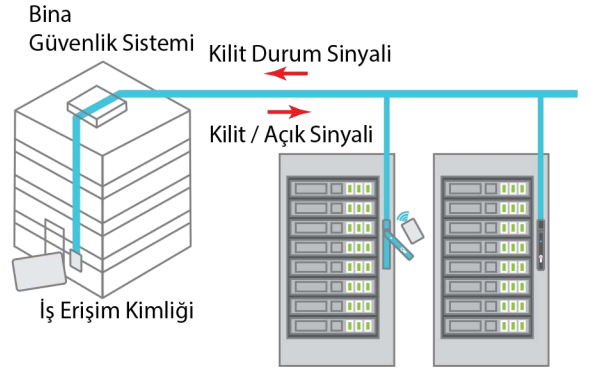 Bina
Güvenlik Sistemi
Kilit Durum Sinyali
Kilit / Açık Sinyali
İş Erişim Kimliği